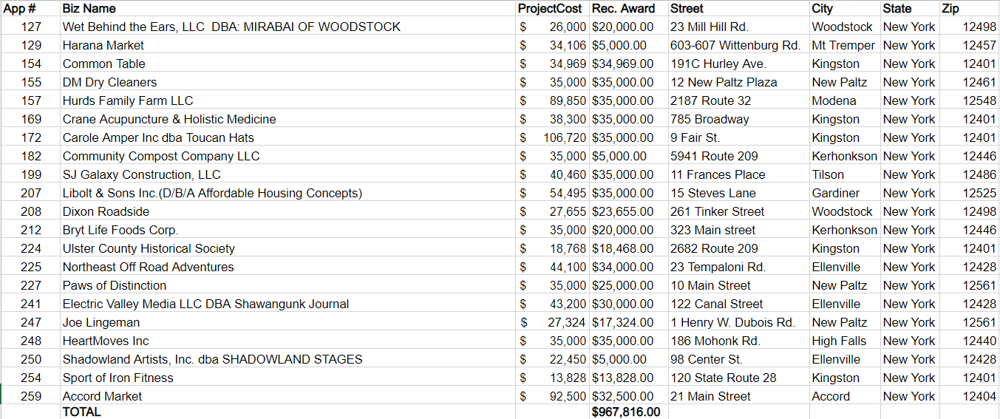 App # Biz Name ProjectCost Rec. Award Street City State Zip
127 Wet Behind the Ears, LLC  DBA: MIRABAI OF WOODSTOCK $ 26,000 $20,000.00 23 Mill Hill Rd. Woodstock New York 12498
129 Harana Market $ 34,106 $5,000.00 603-607 Wittenburg Rd. Mt Tremper New York 12457
154 Common Table $ 34,969 $34,969.00 191C Hurley Ave. Kingston New York 12401
155 DM Dry Cleaners $ 35,000 $35,000.00 12 New Paltz Plaza New Paltz New York 12461
157 Hurds Family Farm LLC $ 89,850 $35,000.00 2187 Route 32 Modena New York 12548
169 Crane Acupuncture & Holistic Medicine $ 38,300 $35,000.00 785 Broadway Kingston New York 12401
172 Carole Amper Inc dba Toucan Hats $ 106,720 $35,000.00 9 Fair St. Kingston New York 12401
182 Community Compost Company LLC $ 35,000 $5,000.00 5941 Route 209 Kerhonkson New York 12446
199 SJ Galaxy Construction, LLC $ 40,460 $35,000.00 11 Frances Place Tilson New York 12486
207 Libolt & Sons Inc.(D/B/A Affordable Housing Concepts) $ 54,495 $35,000.00 15 Steves Lane Gardiner New York 12525
208 Dixon Roadside $ 27,655 $23,655.00 261 Tinker Street Woodstock New York 12498
212 Bryt Life Foods Corp. $ 35,000 $20,000.00 323 Main street Kerhonkson New York 12446
224 Ulster County Historical Society $ 18,768 $18,468.00 2682 Route 209 Kingston New York 12401
225 Northeast Off Road Adventures $ 44,100 $34,000.00 23 Tempaloni Rd. Ellenville New York 12428
227 Paws of Distinction $ 35,000 $25,000.00 10 Main Street New Paltz New York 12561
241 Electric Valley Media LLC DBA Shawangunk Journal $ 43,200 $30,000.00 122 Canal Street Ellenville New York 12428
247 Joe Lingeman $ 27,324 $17,324.00 1 Henry W. Dubois Rd. New Paltz New York 12561
248 HeartMoves Inc $ 35,000 $35,000.00 186 Mohonk Rd. High Falls New York 12440
250 Shadowland Artists, Inc. dba SHADOWLAND STAGES $ 22,450 $5,000.00 98 Center St. Ellenville New York 12428
254 Sport of Iron Fitness $ 13,828 $13,828.00 120 State Route 28 Kingston New York 12401
259 Accord Market $ 92,500 $32,500.00 21 Main Street Accord New York 12404
TOTAL $967,816.00